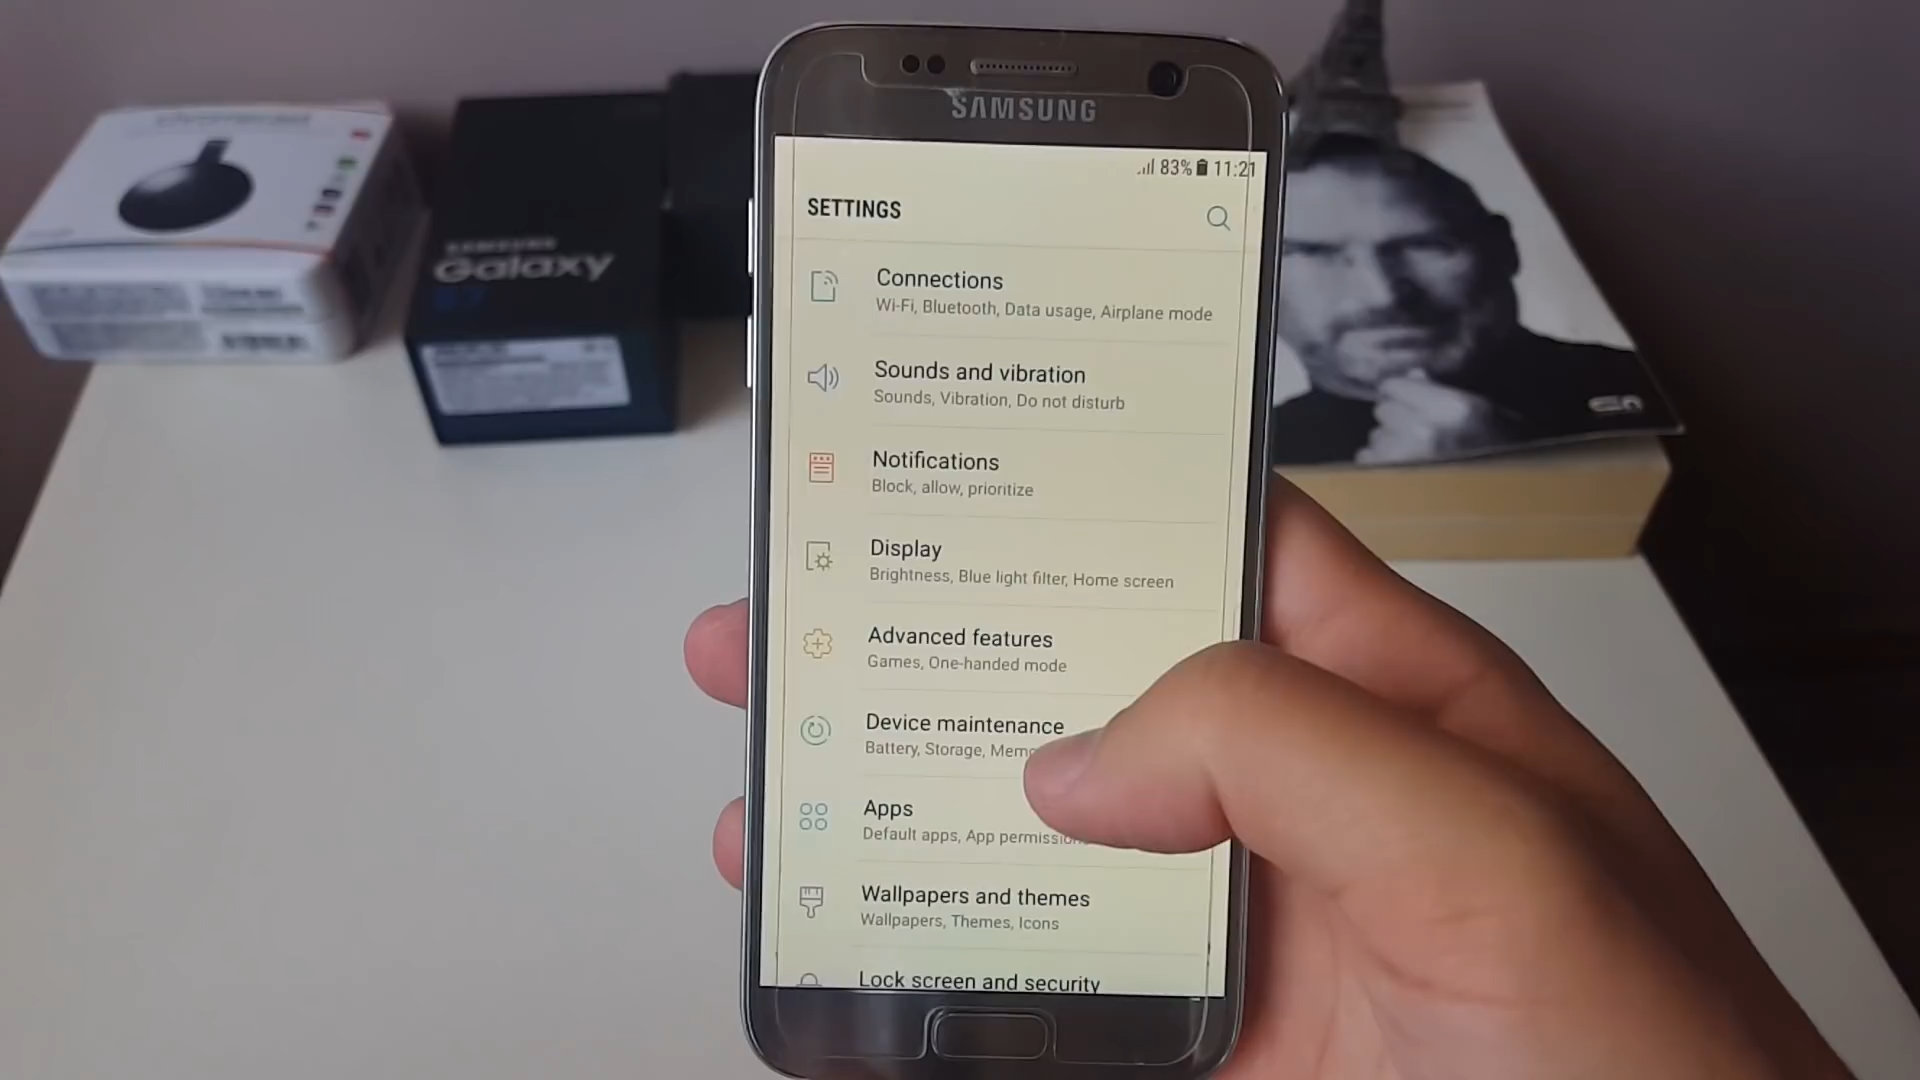 SAMSUNG
83% 11:21
SETTINGS
Connections
Wi-Fi, Bluetooth, Data usage, Airplane mode
Sounds and vibration
Sounds, Vibration, Do not disturb
Notifications
Block, allow, prioritize
Display
Brightness, Blue light filter, Home screen
Advanced features
Games, One-handed mode
Device maintenance
Battery, Storage,
Apps
Default apps, App
Wallpapers and themes
Wallpapers, Themes, Icons
Lock screen and security
SAMSUNG
Galaxy